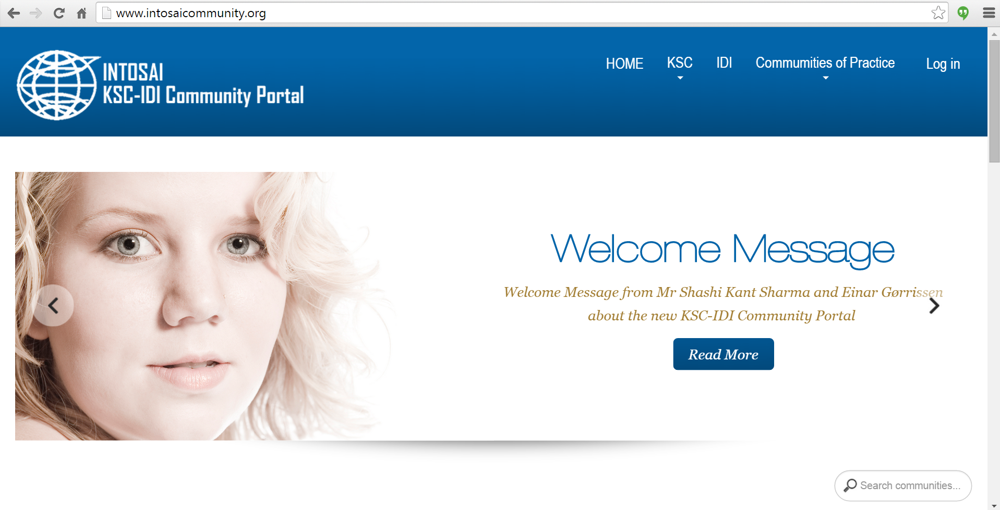 www.intosaicommunity.org
INTOSAI
KSC-IDI Community Portal
HOME
KSC
IDI
Commumities of Practice
Log in
Welcome Message
Welcome Message from Mr Shashi Kant Sharma and Einar Gørrissen
about the new KSC-IDI Community Portal
Read More
Search communities...